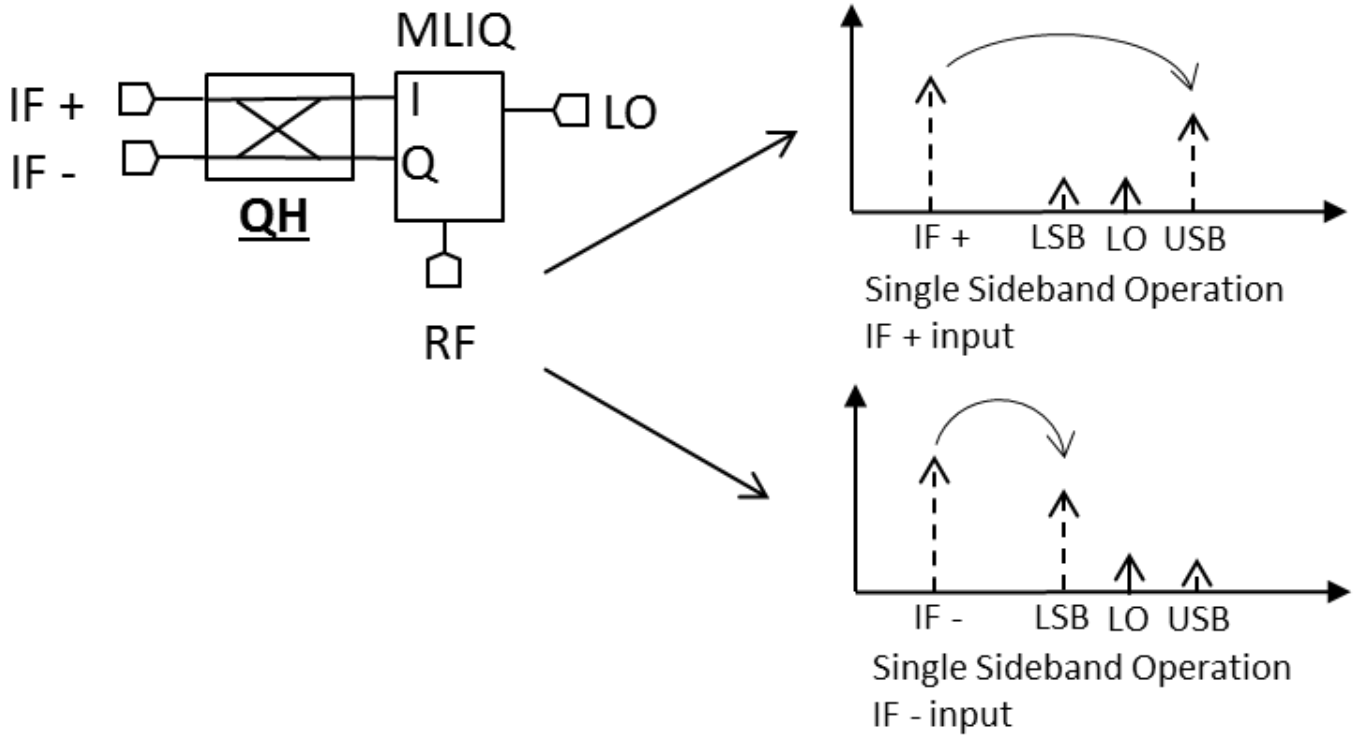 MLIQ
IF +
IF -
I
Q
LO
QH
RF
IF + LSB LO USB
Single Sideband Operation
IF + input
IF - LSB LO USB
Single Sideband Operation
IF - input